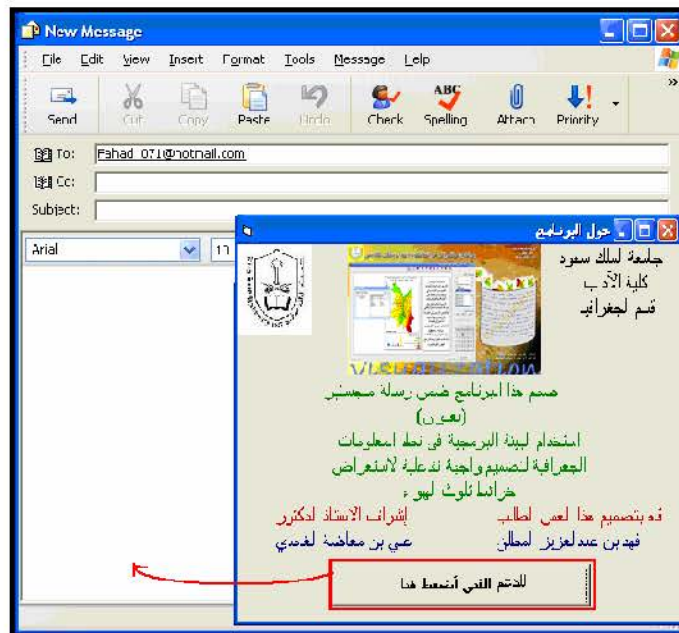 New Message
File Edit View Insert Format Tools Message Help
Send Cut Copy Paste Undo Check Spelling Attach Priority
To: Fahad_071@hotmail.com
Cc:
Subject:
Arial
حول البرنامج
جامعة الملك سعود
كلية الآداب
قسم الجغرافيا
صمم هذا البرنامج ضمن رسالة ماجستير
(بعنوان)
استخدام البيئة البرمجية في نظم المعلومات
الجغرافية لتصميم واجهة تفاعلية لاستعراض
خرائط تلوث الهواء
قام بتصميم هذا العمل الطالب
فهد بن عبدالعزيز المطلق
إشراف الاستاذ الدكتور
علي بن معاضة الغامدي
للدعم الفني أضغط هنا